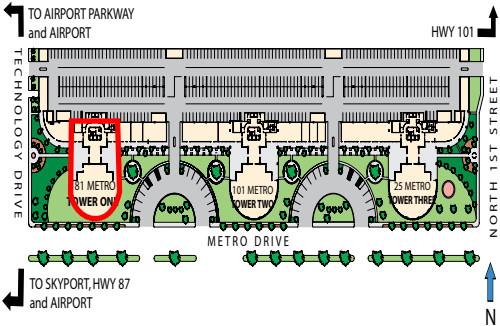 TO AIRPORT PARKWAY
and AIRPORT
HWY 101
TECHNOLOGY DRIVE
NORTH 1ST STREET
81 METRO
TOWER ONE
101 METRO
TOWER TWO
25 METRO
TOWER THREE
METRO DRIVE
TO SKYPORT, HWY 87
and AIRPORT
N